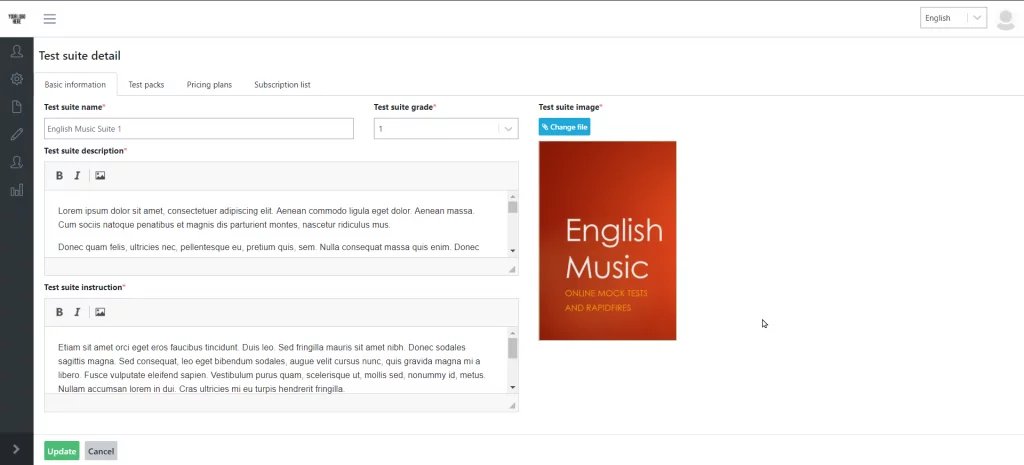 YOUR LOGO
HERE
English
Test suite detail
Basic information
Test packs
Pricing plans
Subscription list
Test suite name*
Test suite grade*
Test suite image*
English Music Suite 1
1
Change file
Test suite description*
B I
Lorem ipsum dolor sit amet, consectetuer adipiscing elit. Aenean commodo ligula eget dolor. Aenean massa.
Cum sociis natoque penatibus et magnis dis parturient montes, nascetur ridiculus mus.
Donec quam felis, ultricies nec, pellentesque eu, pretium quis, sem. Nulla consequat massa quis enim. Donec
English
Music
ONLINE MOCK TESTS
AND RAPIDFIRES
Test suite instruction*
B I
Etiam sit amet orci eget eros faucibus tincidunt. Duis leo. Sed fringilla mauris sit amet nibh. Donec sodales
sagittis magna. Sed consequat, leo eget bibendum sodales, augue velit cursus nunc, quis gravida magna mi a
libero. Fusce vulputate eleifend sapien. Vestibulum purus quam, scelerisque ut, mollis sed, nonummy id, metus.
Nullam accumsan lorem in dui. Cras ultricies mi eu turpis hendrerit fringilla.
Update
Cancel